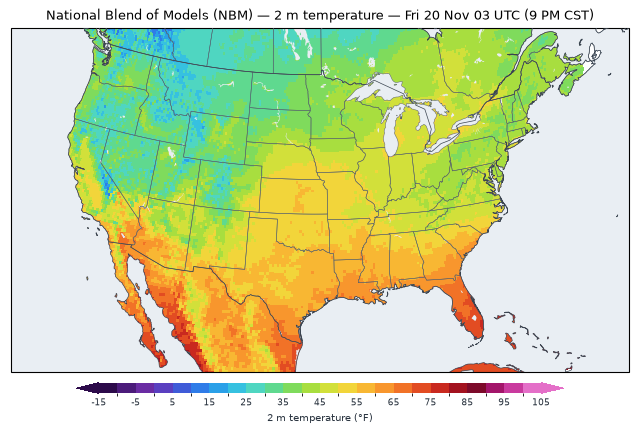 National Blend of Models (NBM) — 2 m temperature — Fri 20 Nov 03 UTC (9 PM CST)
-15 -5 5 15 25 35 45 55 65 75 85 95 105
2 m temperature (°F)